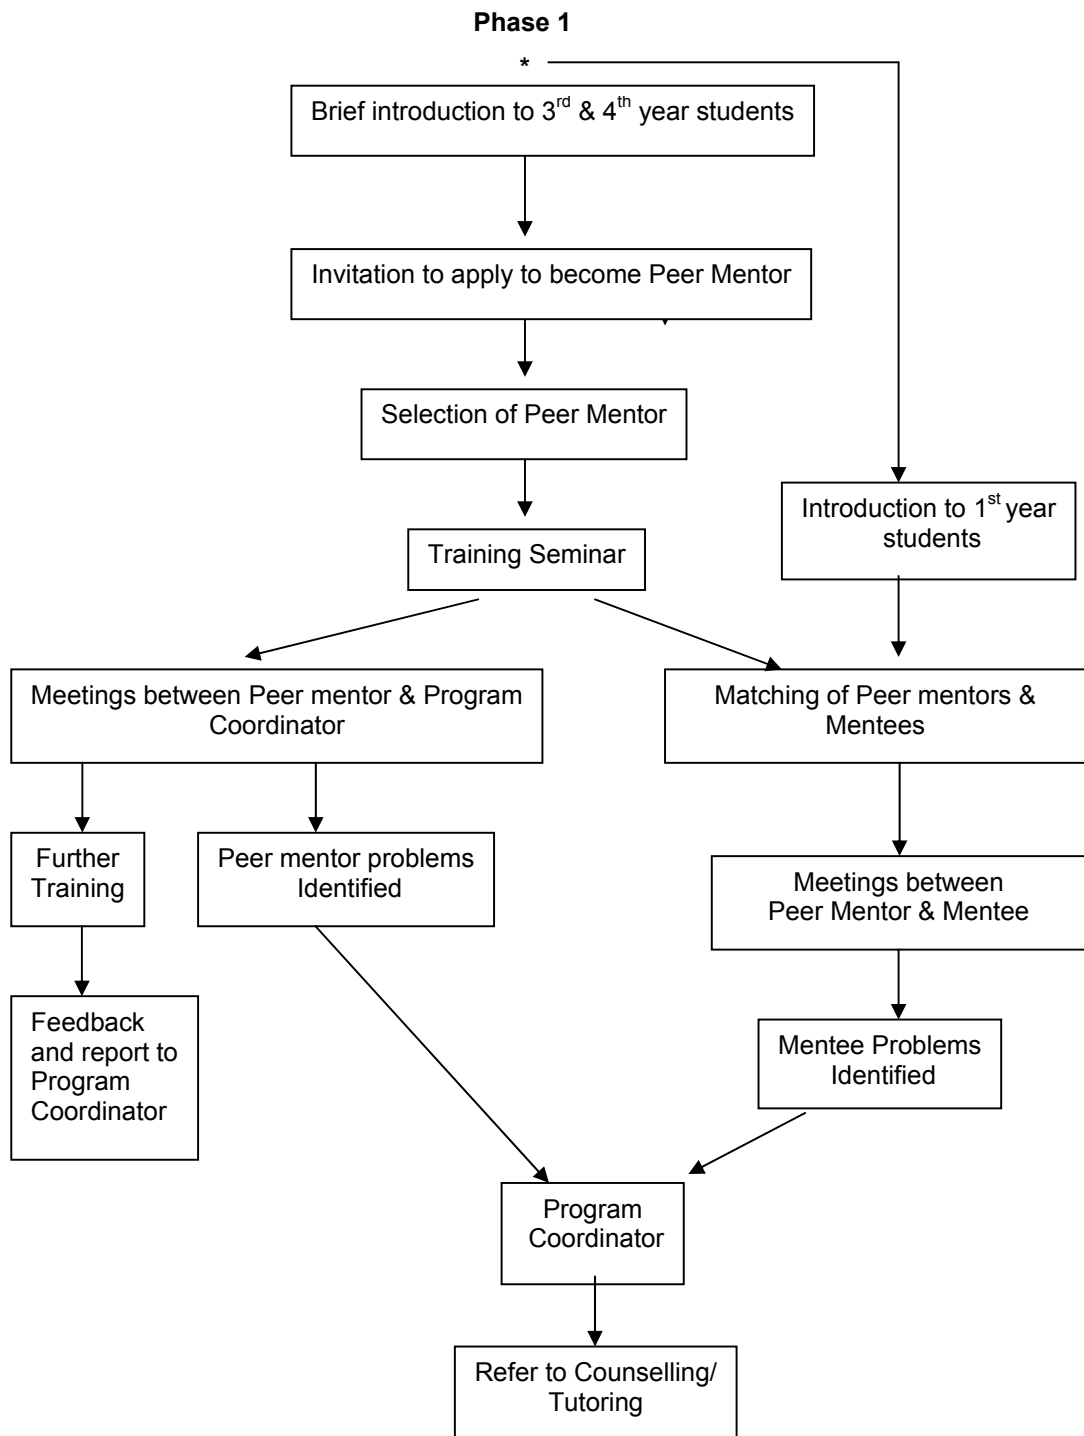 Phase 1
*
Brief introduction to 3rd & 4th year students
Invitation to apply to become Peer Mentor
Selection of Peer Mentor
Introduction to 1st year
students
Training Seminar
Meetings between Peer mentor & Program
Coordinator
Matching of Peer mentors &
Mentees
Further
Training
Peer mentor problems
Identified
Meetings between
Peer Mentor & Mentee
Feedback
and report to
Program
Coordinator
Mentee Problems
Identified
Program
Coordinator
Refer to Counselling/
Tutoring